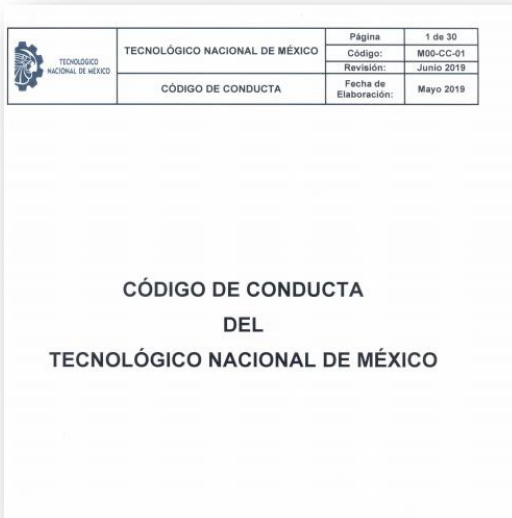 TECNOLÓGICO
NACIONAL DE MÉXICO
TECNOLÓGICO NACIONAL DE MÉXICO
CÓDIGO DE CONDUCTA
Página 1 de 30
Código: M00-CC-01
Revisión: Junio 2019
Fecha de
Elaboración: Mayo 2019
CÓDIGO DE CONDUCTA
DEL
TECNOLÓGICO NACIONAL DE MÉXICO